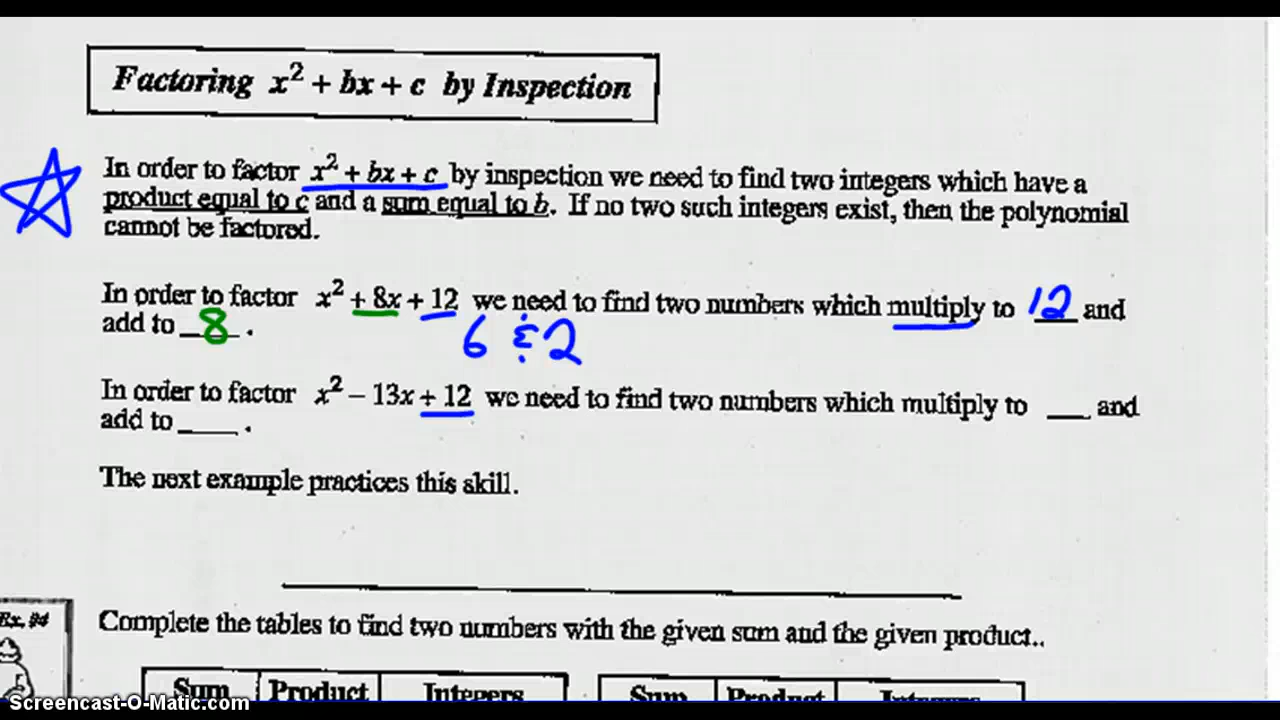 Factoring x² + bx + c by Inspection
In order to factor x² + bx + c by inspection we need to find two integers which have a
product equal to c and a sum equal to b. If no two such integers exist, then the polynomial
cannot be factored.
In order to factor x² + 8x + 12 we need to find two numbers which multiply to 12 and
add to 8.
6 & 2
In order to factor x² – 13x + 12 we need to find two numbers which multiply to ___ and
add to ____.
The next example practices this skill.
Ex. #4
Complete the tables to find two numbers with the given sum and the given product..
Sum Product Integers Sum Product Integers
Screencast-O-Matic.com